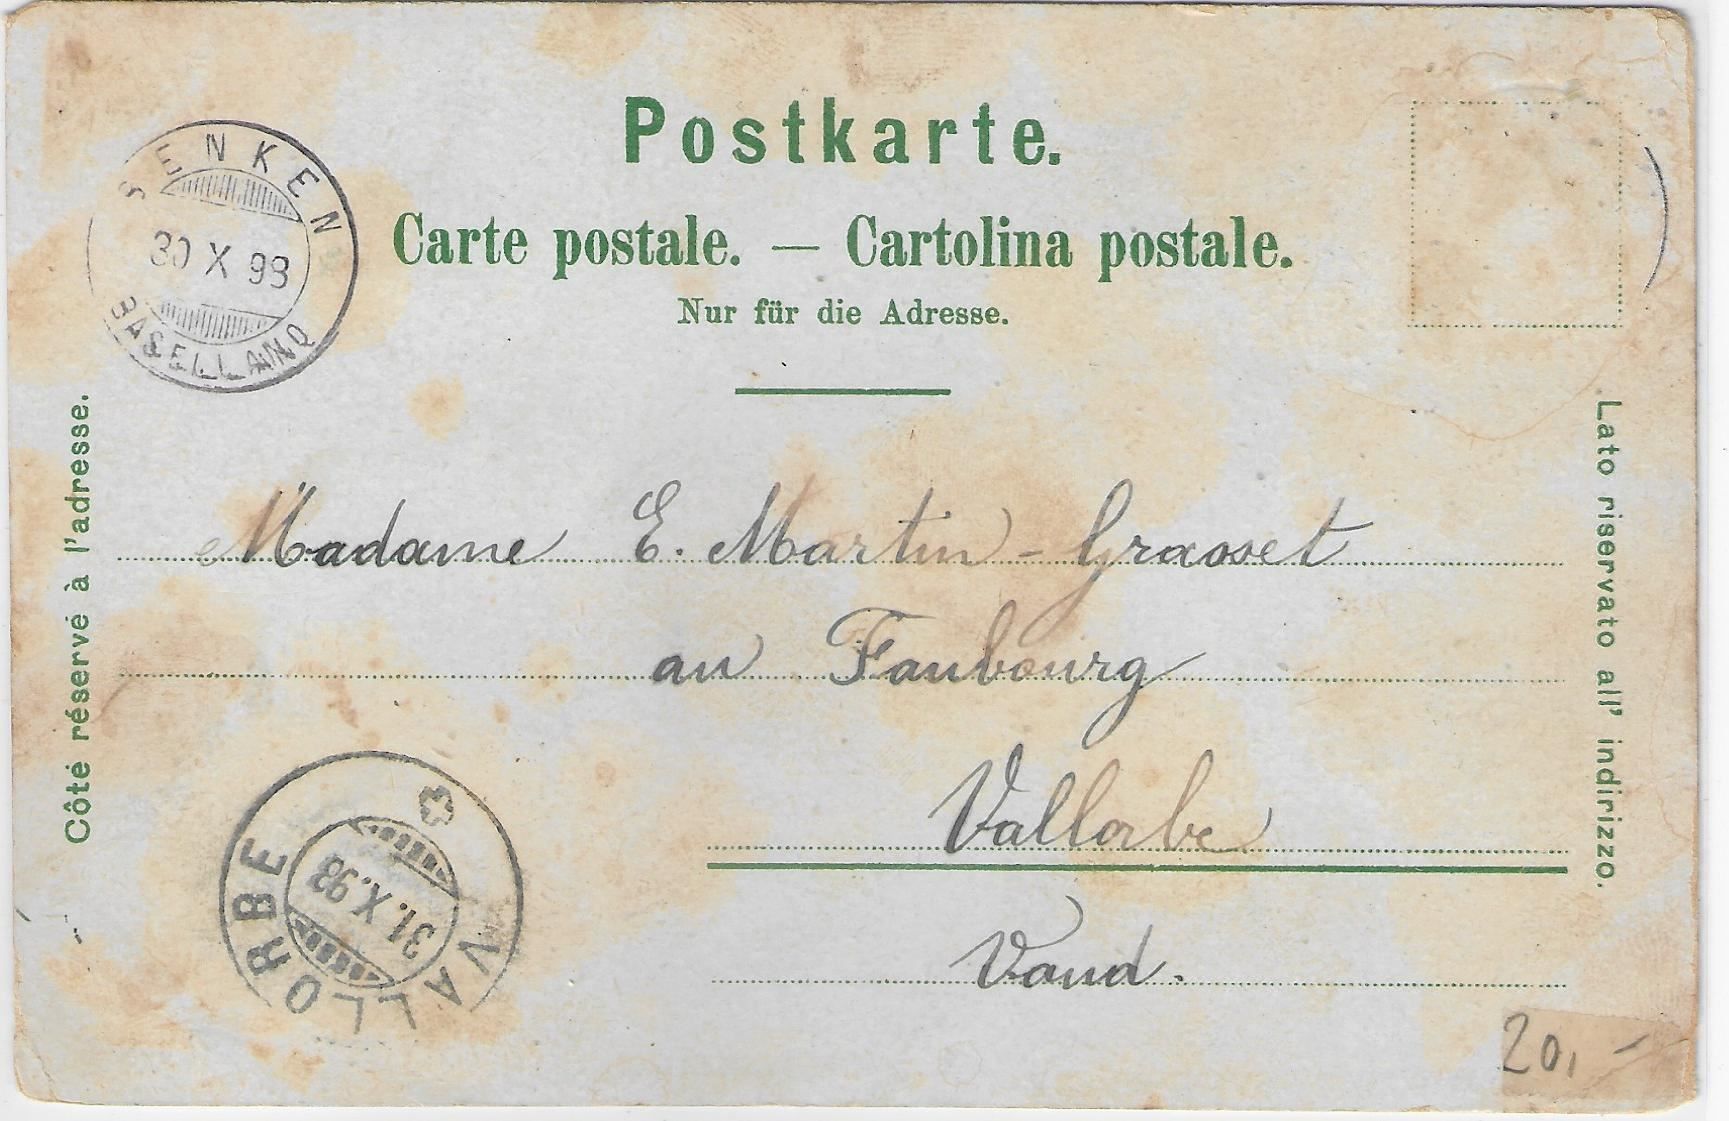 Postkarte.
Carte postale. — Cartolina postale.
Nur für die Adresse.
SENKEN
30 X 98
BASELLAND
Côté réservé à l'adresse.
Lato riservato all' indirizzo.
Madame E. Martin-Grasset
au Faubourg
Vallorbe
Vaud.
VALLORBE
31.X.98
20,-